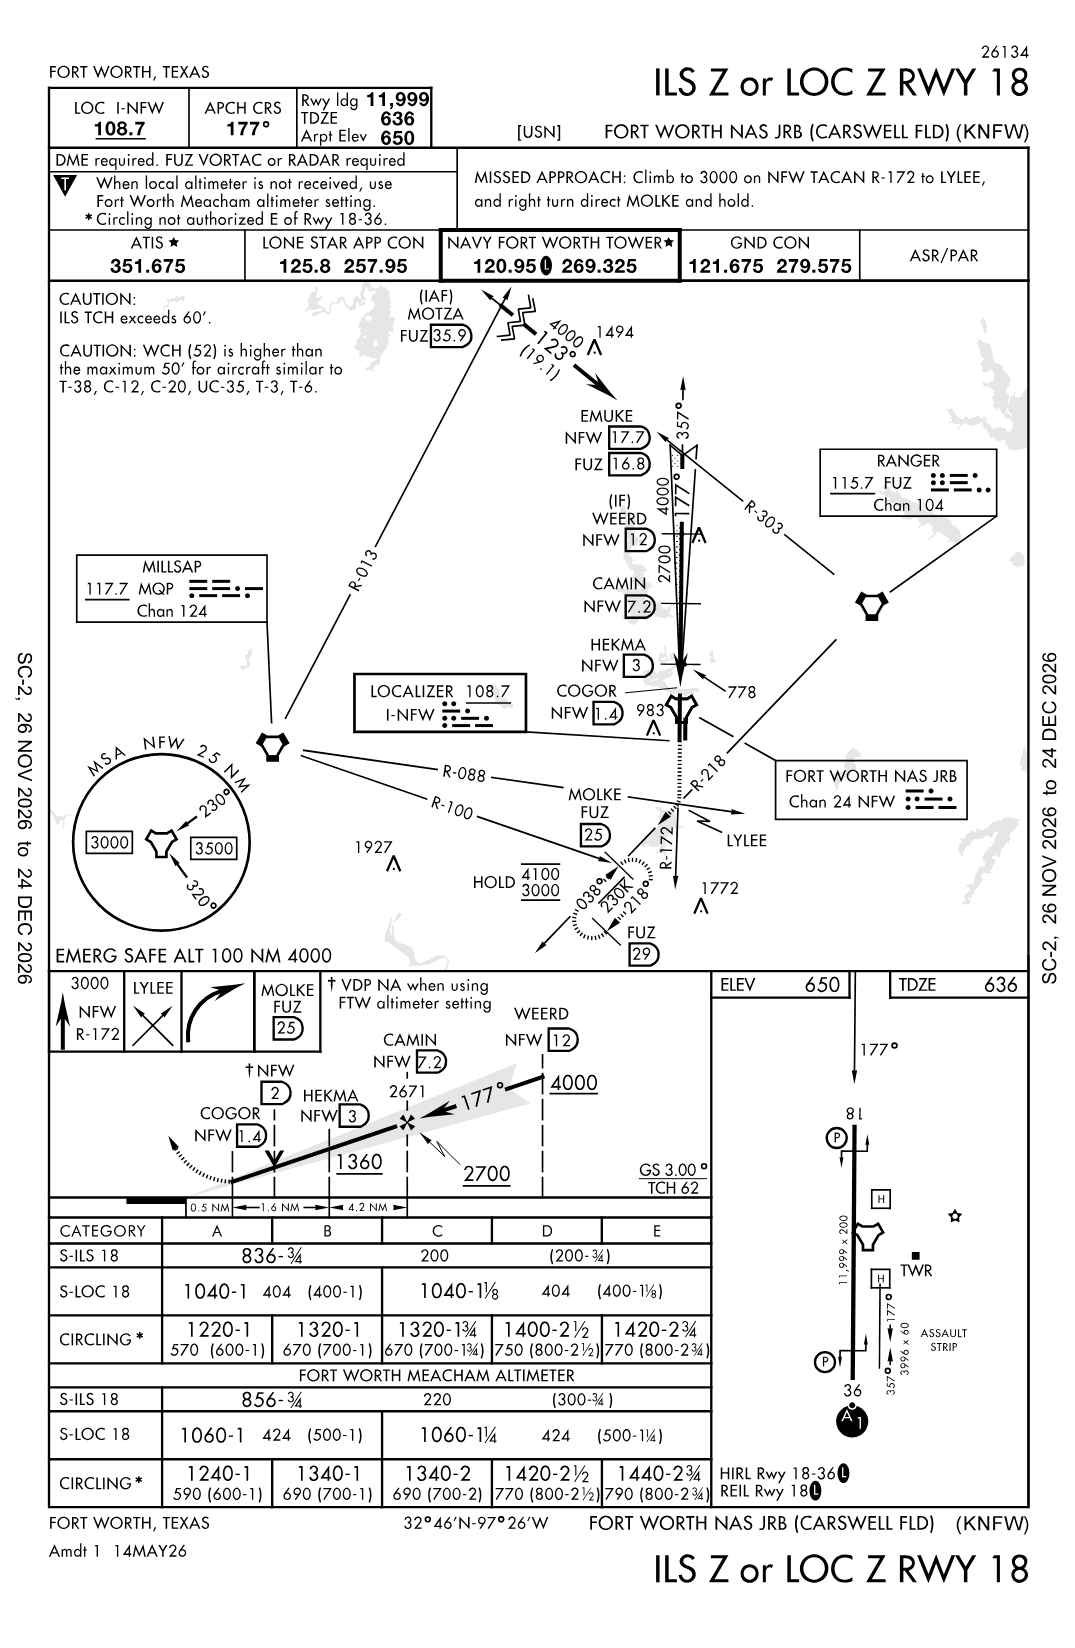 26134
FORT WORTH, TEXAS
ILS Z or LOC Z RWY 18
LOC I-NFW
108.7
APCH CRS
177°
Rwy ldg 11,999
TDZE 636
Arpt Elev 650
[USN]
FORT WORTH NAS JRB (CARSWELL FLD) (KNFW)
DME required. FUZ VORTAC or RADAR required
T
When local altimeter is not received, use
Fort Worth Meacham altimeter setting.
* Circling not authorized E of Rwy 18-36.
MISSED APPROACH: Climb to 3000 on NFW TACAN R-172 to LYLEE,
and right turn direct MOLKE and hold.
ATIS ★
351.675
LONE STAR APP CON
125.8 257.95
NAVY FORT WORTH TOWER★
120.95 L 269.325
GND CON
121.675 279.575
ASR/PAR
CAUTION:
ILS TCH exceeds 60'.
CAUTION: WCH (52) is higher than
the maximum 50' for aircraft similar to
T-38, C-12, C-20, UC-35, T-3, T-6.
(IAF)
MOTZA
FUZ 35.9
4000
123°
(19.1)
1494
EMUKE
NFW 17.7
FUZ 16.8
357°
4000
177°
(IF)
WEERD
NFW 12
2700
CAMIN
NFW 7.2
HEKMA
NFW 3
COGOR
NFW 1.4
778
983
R-303
RANGER
115.7 FUZ
Chan 104
R-013
MILLSAP
117.7 MQP
Chan 124
LOCALIZER 108.7
I-NFW
R-218
FORT WORTH NAS JRB
Chan 24 NFW
R-088
R-100
MOLKE
FUZ
25
LYLEE
R-172
HOLD 4100
3000
038°
230K
218°
1927
1772
FUZ
29
MSA NFW 25 NM
230°
3000
3500
320°
EMERG SAFE ALT 100 NM 4000
SC-2, 26 NOV 2026 to 24 DEC 2026
SC-2, 26 NOV 2026 to 24 DEC 2026
3000
NFW
R-172
LYLEE
MOLKE
FUZ
25
† VDP NA when using
FTW altimeter setting
WEERD
NFW 12
CAMIN
NFW 7.2
2671
†NFW
2
HEKMA
NFW 3
COGOR
NFW 1.4
177°
4000
1360
2700
GS 3.00°
TCH 62
0.5 NM
1.6 NM
4.2 NM
ELEV 650
TDZE 636
177°
18
P
H
11,999 x 200
TWR
H
177°
357°
3996 x 60
ASSAULT
STRIP
P
36
A 1
HIRL Rwy 18-36 L
REIL Rwy 18 L
CATEGORY A B C D E
S-ILS 18 836-¾ 200 (200-¾)
S-LOC 18 1040-1 404 (400-1) 1040-1⅛ 404 (400-1⅛)
CIRCLING * 1220-1 1320-1 1320-1¾ 1400-2½ 1420-2¾
570 (600-1) 670 (700-1) 670 (700-1¾) 750 (800-2½) 770 (800-2¾)
FORT WORTH MEACHAM ALTIMETER
S-ILS 18 856-¾ 220 (300-¾)
S-LOC 18 1060-1 424 (500-1) 1060-1¼ 424 (500-1¼)
CIRCLING * 1240-1 1340-1 1340-2 1420-2½ 1440-2¾
590 (600-1) 690 (700-1) 690 (700-2) 770 (800-2½) 790 (800-2¾)
FORT WORTH, TEXAS
32°46'N-97°26'W
FORT WORTH NAS JRB (CARSWELL FLD) (KNFW)
Amdt 1 14MAY26
ILS Z or LOC Z RWY 18